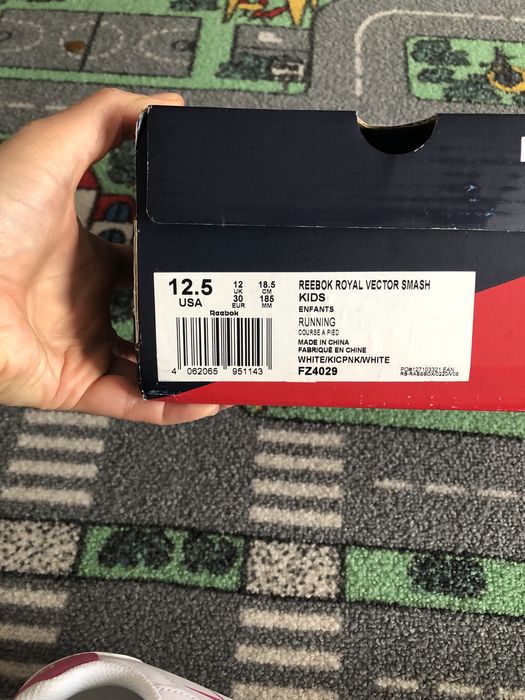 12.5
USA
12
UK
30
EUR
18.5
CM
185
MM
Reebok
4 062065 951143
REEBOK ROYAL VECTOR SMASH
KIDS
ENFANTS
RUNNING
COURSE A PIED
MADE IN CHINA
FABRIQUÉ EN CHINE
WHITE/KICPNK/WHITE
FZ4029